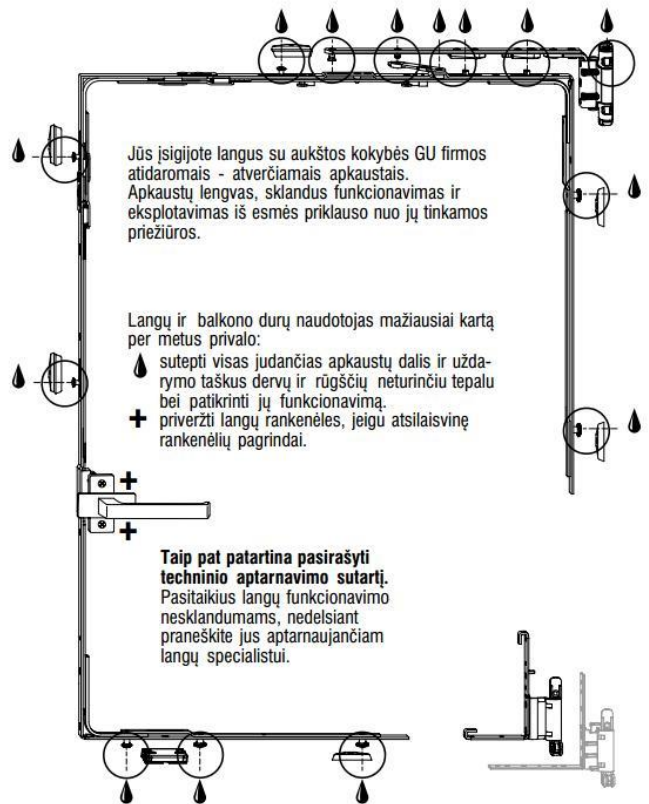 Jūs įsigijote langus su aukštos kokybės GU firmos
atidaromais - atverčiamais apkaustais.
Apkaustų lengvas, sklandus funkcionavimas ir
eksplotavimas iš esmės priklauso nuo jų tinkamos
priežiūros.
Langų ir balkono durų naudotojas mažiausiai kartą
per metus privalo:
sutepti visas judančias apkaustų dalis ir užda-
rymo taškus dervų ir rūgščių neturinčiu tepalu
bei patikrinti jų funkcionavimą.
+ priveržti langų rankenėles, jeigu atsilaisvinę
rankenėlių pagrindai.
+
+
Taip pat patartina pasirašyti
techninio aptarnavimo sutartį.
Pasitaikius langų funkcionavimo
nesklandumams, nedelsiant
praneškite jus aptarnaujančiam
langų specialistui.